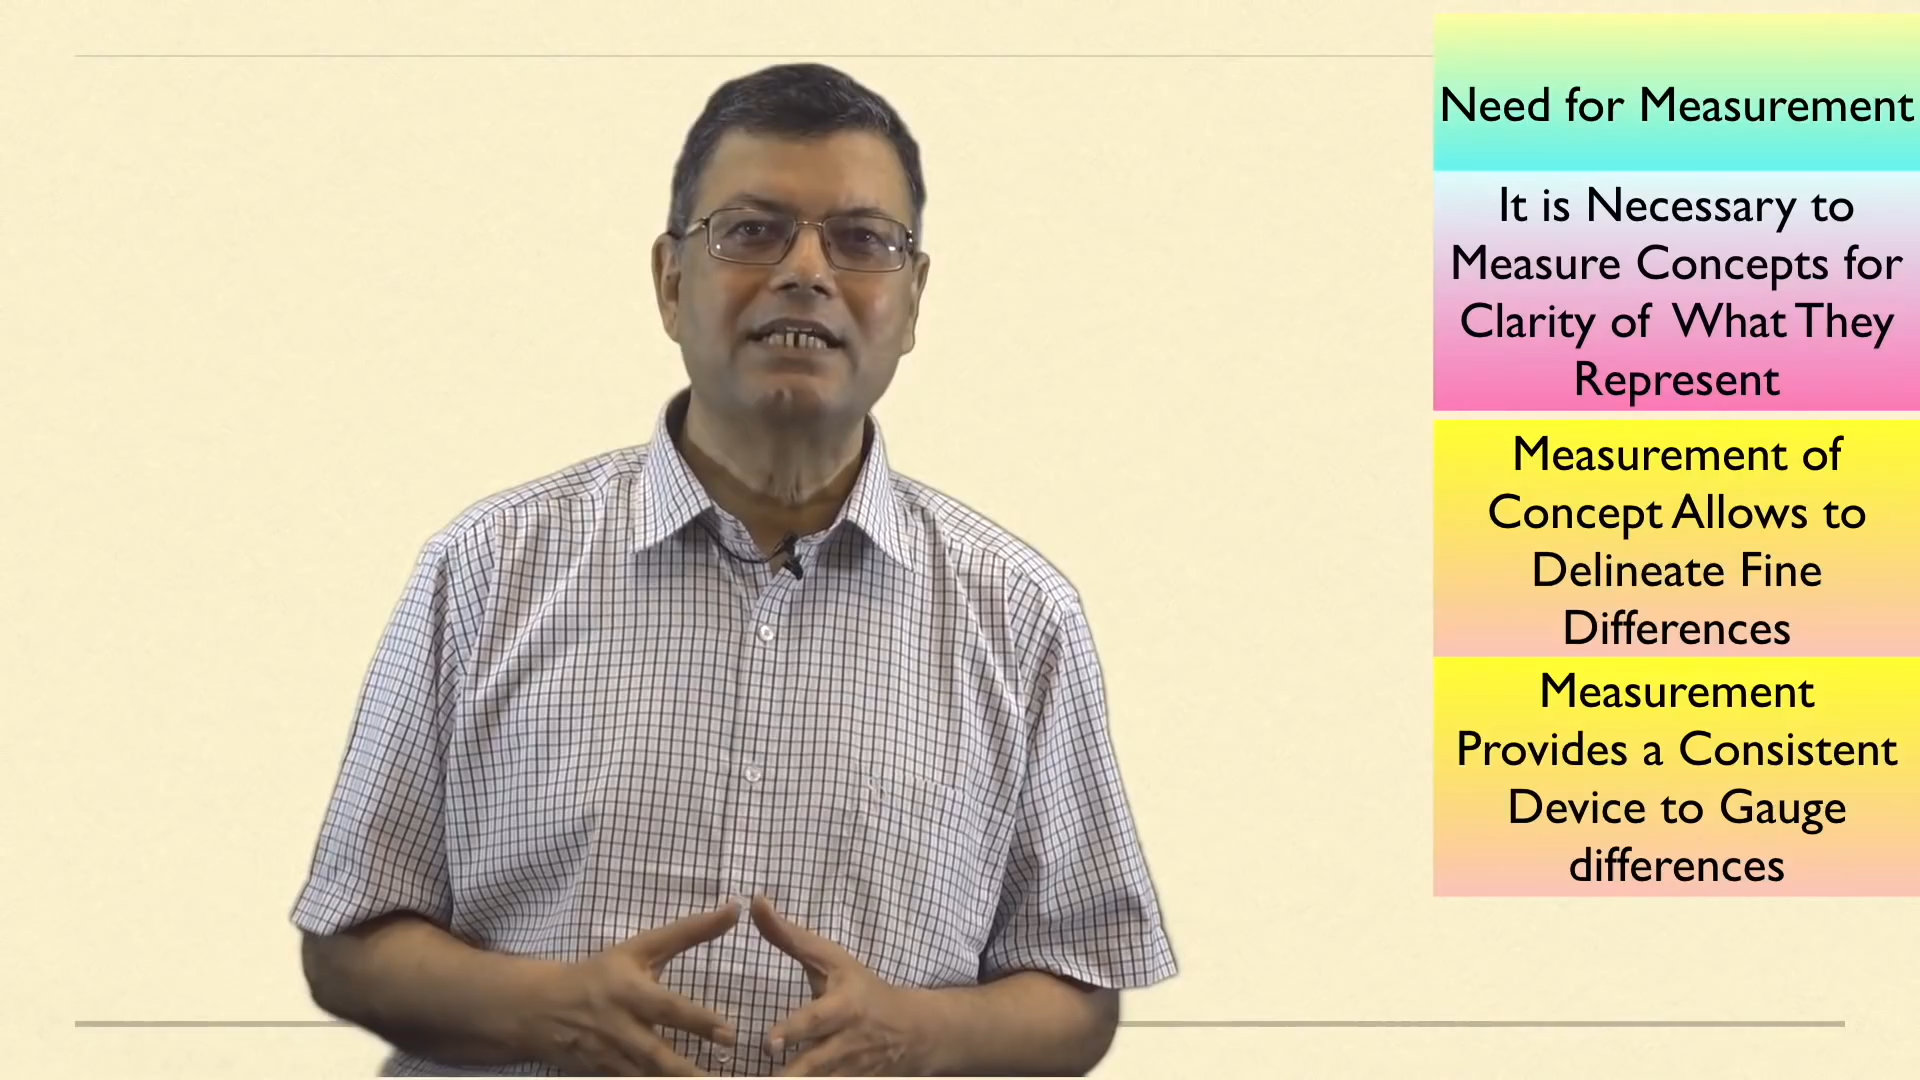 Need for Measurement
It is Necessary to
Measure Concepts for
Clarity of What They
Represent
Measurement of
Concept Allows to
Delineate Fine
Differences
Measurement
Provides a Consistent
Device to Gauge
differences